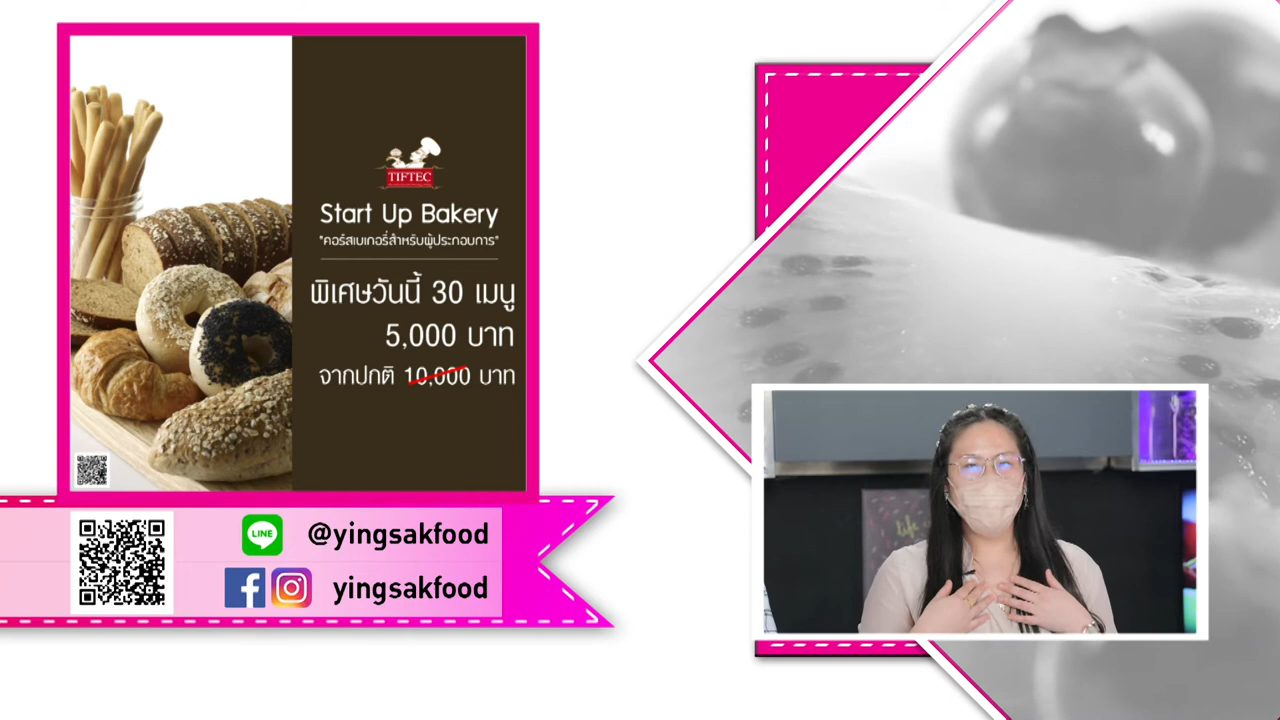 TIFTEC
Start Up Bakery
"คอร์สเบเกอรี่สำหรับผู้ประกอบการ"
พิเศษวันนี้ 30 เมนู
5,000 บาท
จากปกติ 10,000 บาท
LINE
@yingsakfood
yingsakfood
life